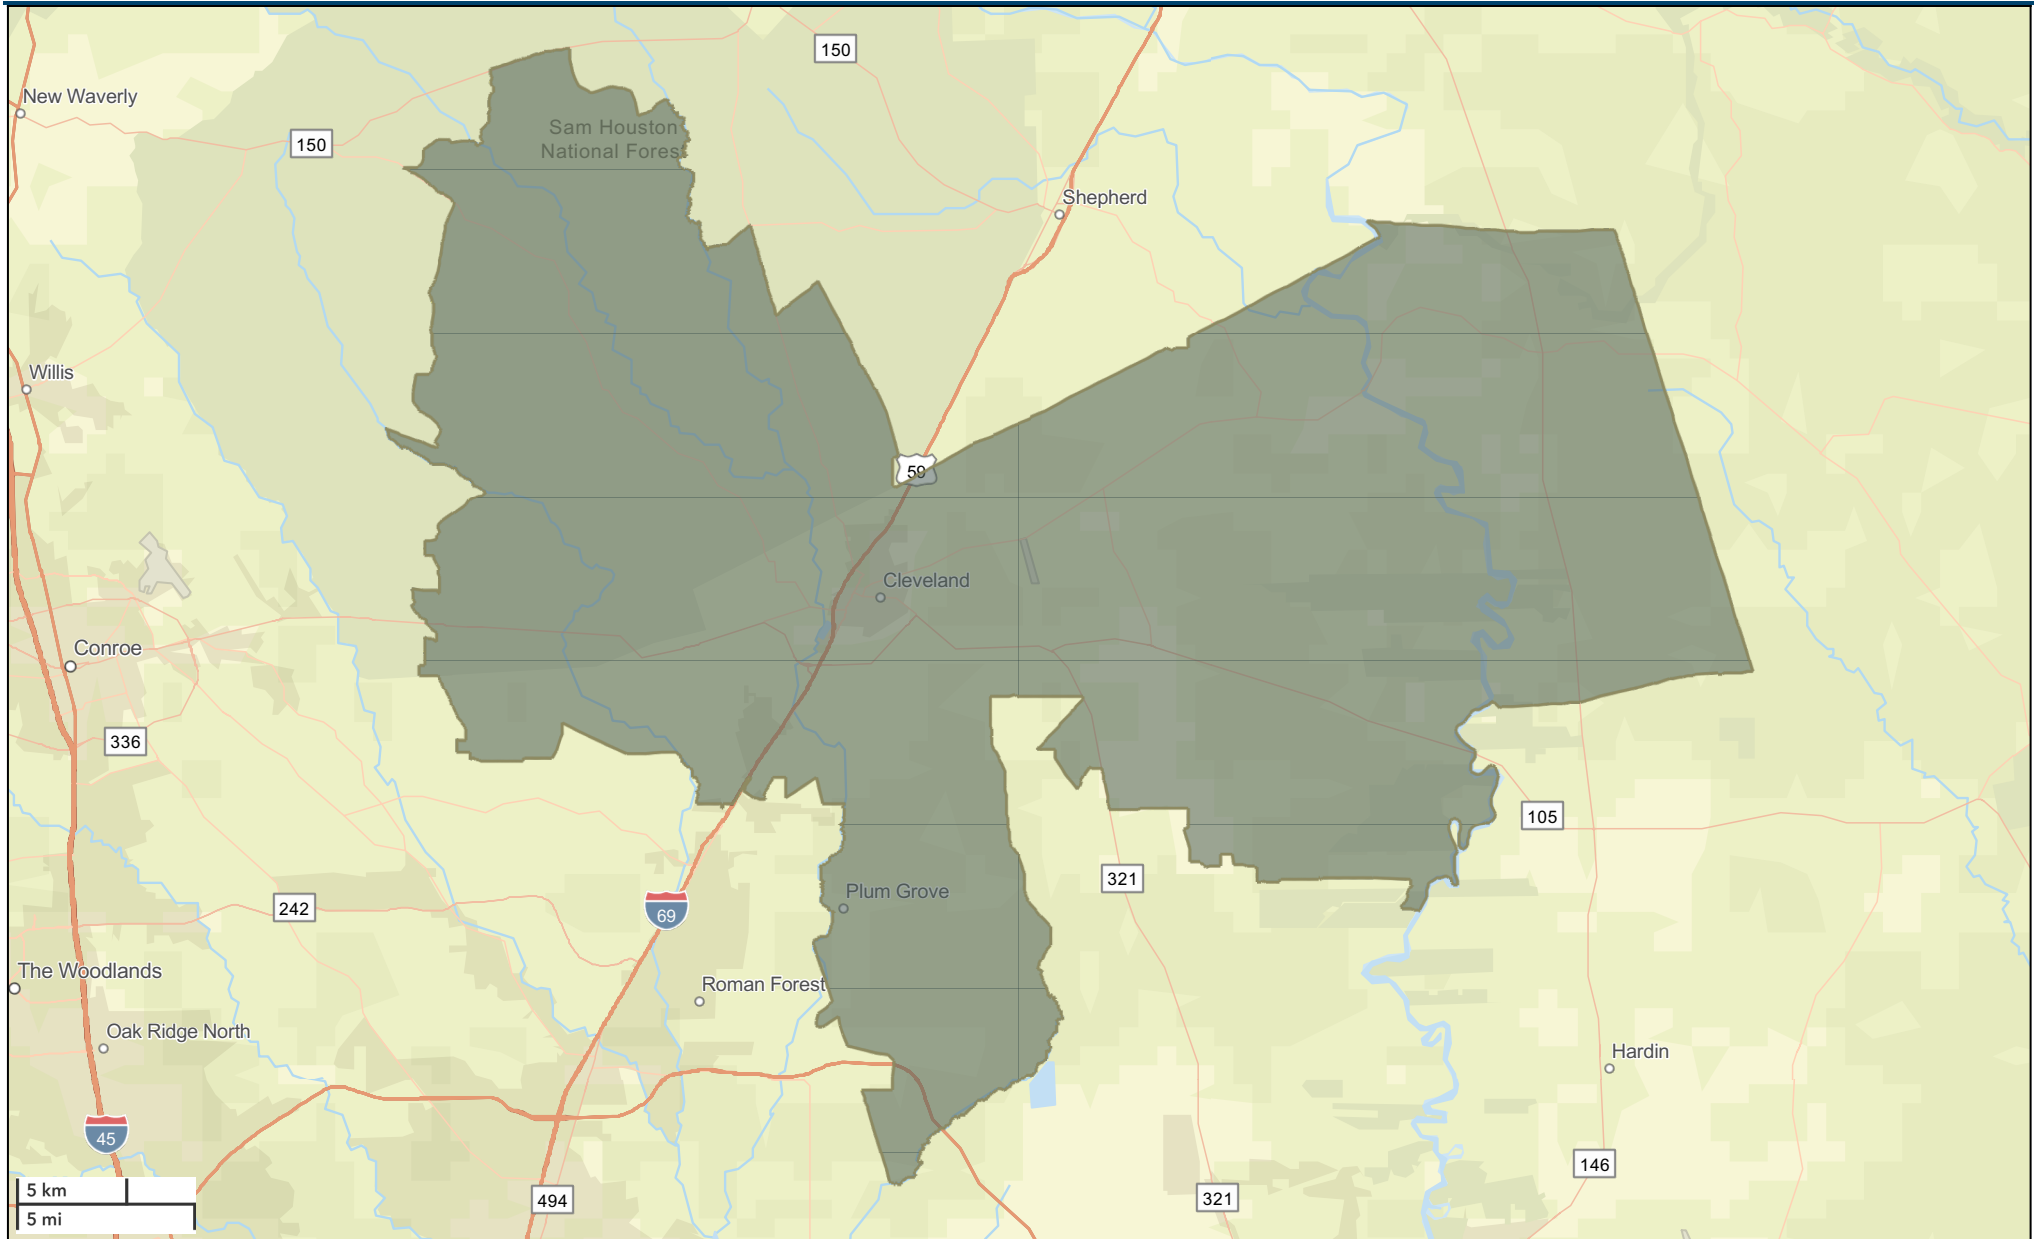 150
New Waverly
Sam Houston
National Forest
150
Shepherd
Willis
59
Cleveland
Conroe
336
105
321
Plum Grove
242
69
The Woodlands
Roman Forest
Oak Ridge North
Hardin
45
146
5 km
494
321
5 mi